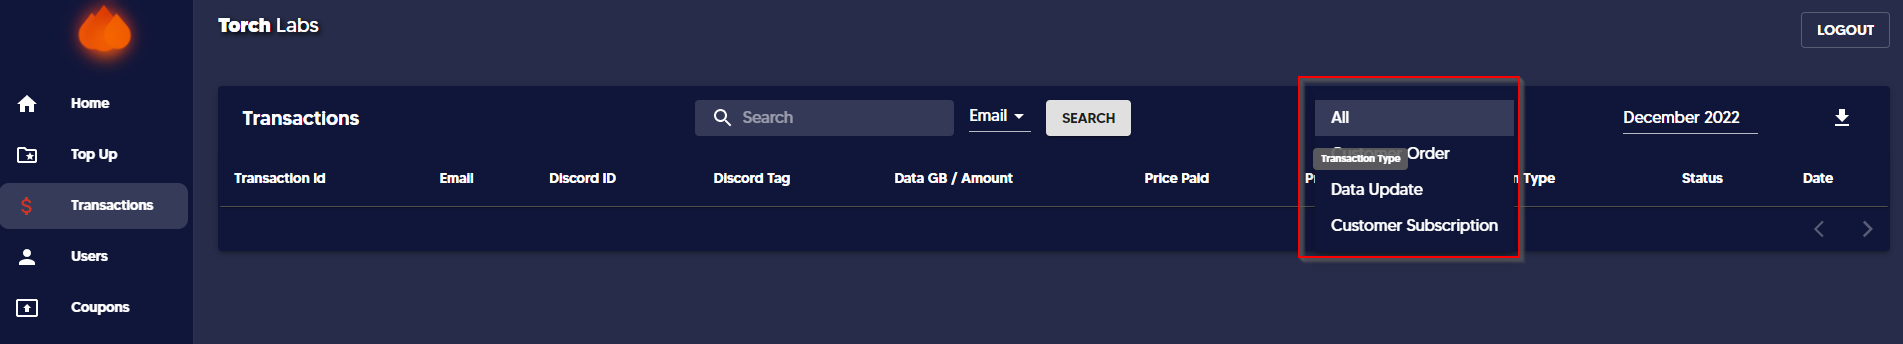 Torch Labs
LOGOUT
Home
Top Up
Transactions
Users
Coupons
Transactions
Search
Email
SEARCH
All
Order
Transaction Type
Data Update
Customer Subscription
December 2022
Transaction Id
Email
Discord ID
Discord Tag
Data GB / Amount
Price Paid
Type
Status
Date